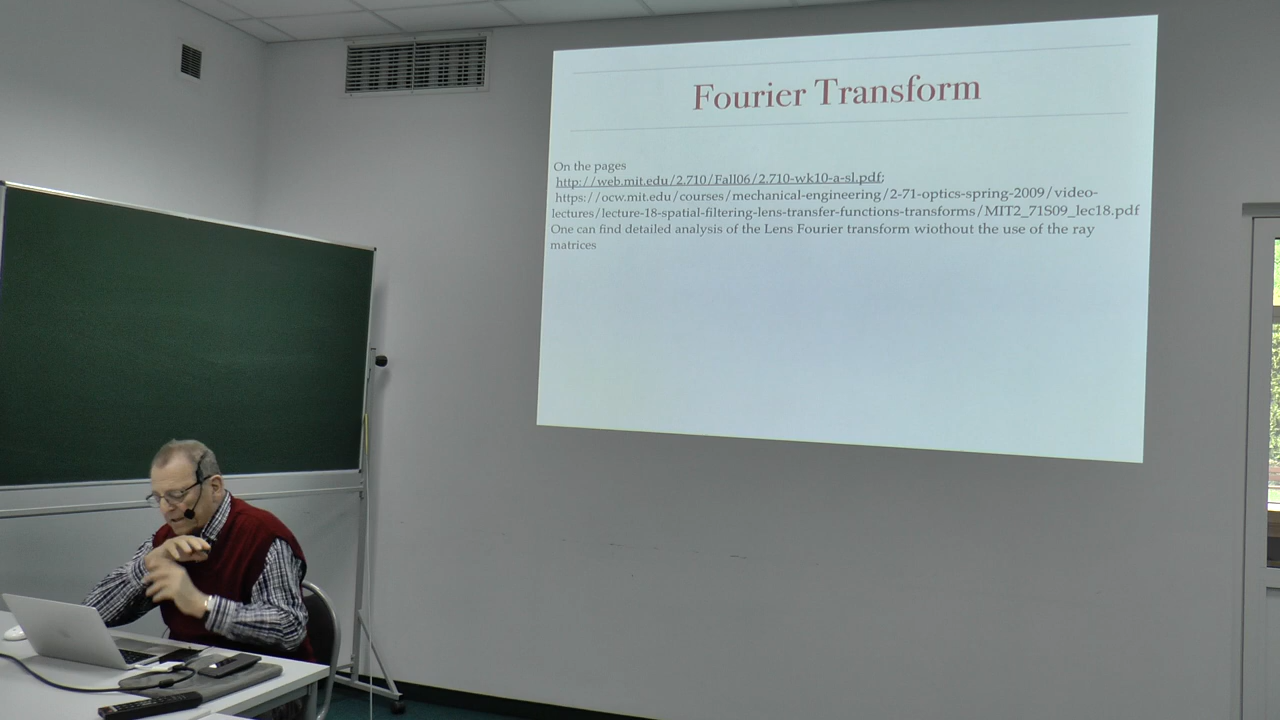 Fourier Transform
On the pages
http://web.mit.edu/2.710/Fall06/2.710-wk10-a-sl.pdf;
https://ocw.mit.edu/courses/mechanical-engineering/2-71-optics-spring-2009/video-
lectures/lecture-18-spatial-filtering-lens-transfer-functions-transforms/MIT2_71S09_lec18.pdf
One can find detailed analysis of the Lens Fourier transform wiothout the use of the ray
matrices